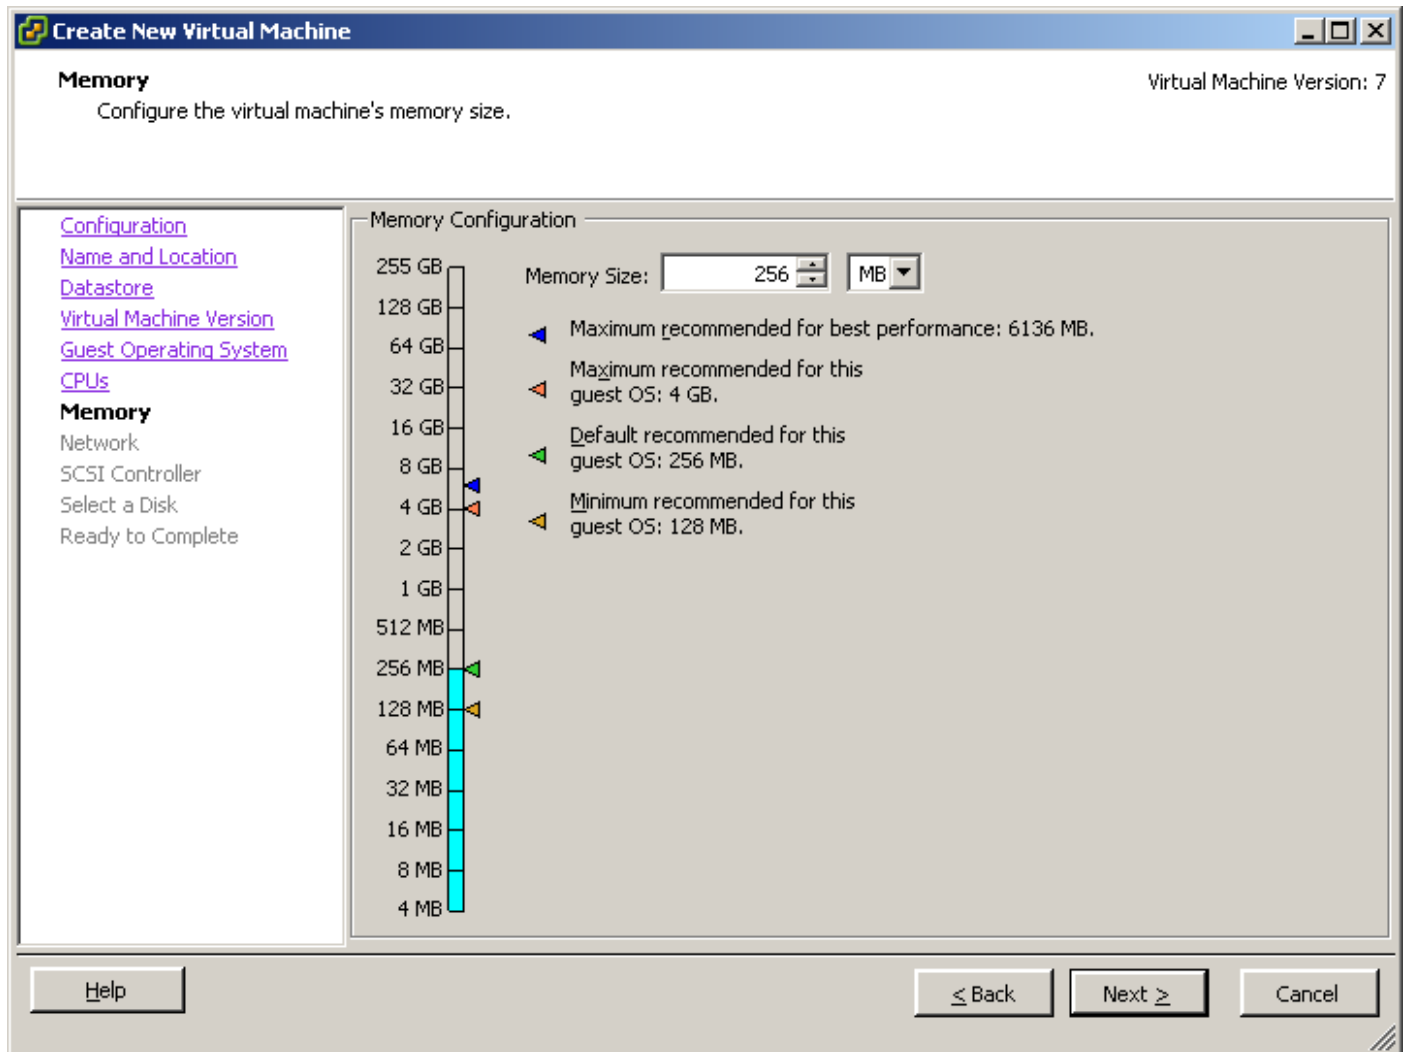 Create New Virtual Machine
Memory
Virtual Machine Version: 7
Configure the virtual machine's memory size.
Configuration
Name and Location
Datastore
Virtual Machine Version
Guest Operating System
CPUs
Memory
Network
SCSI Controller
Select a Disk
Ready to Complete
Memory Configuration
255 GB
128 GB
64 GB
32 GB
16 GB
8 GB
4 GB
2 GB
1 GB
512 MB
256 MB
128 MB
64 MB
32 MB
16 MB
8 MB
4 MB
Memory Size: 256 MB
Maximum recommended for best performance: 6136 MB.
Maximum recommended for this
guest OS: 4 GB.
Default recommended for this
guest OS: 256 MB.
Minimum recommended for this
guest OS: 128 MB.
Help
< Back
Next >
Cancel